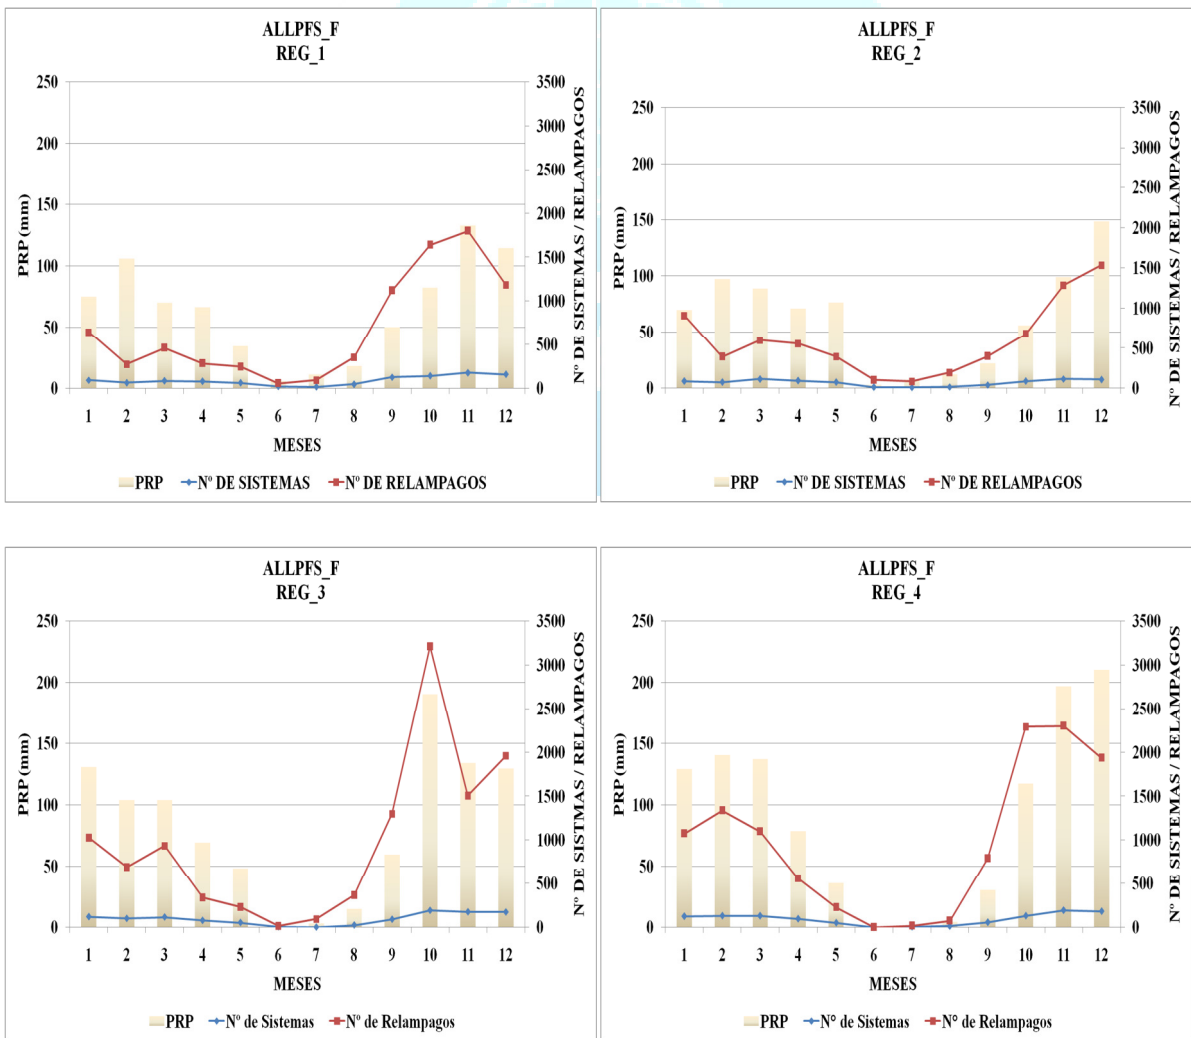 ALLPFS_F
REG_1
250
200
150
100
50
0
3500
3000
2500
2000
1500
1000
500
0
PRP (mm)
Nº DE SISTEMAS / RELAMPAGOS
1 2 3 4 5 6 7 8 9 10 11 12
MESES
PRP Nº DE SISTEMAS Nº DE RELAMPAGOS
ALLPFS_F
REG_2
250
200
150
100
50
0
3500
3000
2500
2000
1500
1000
500
0
PRP (mm)
Nº DE SISTEMAS / RELAMPAGOS
1 2 3 4 5 6 7 8 9 10 11 12
MESES
PRP Nº DE SISTEMAS Nº DE RELAMPAGOS
ALLPFS_F
REG_3
250
200
150
100
50
0
3500
3000
2500
2000
1500
1000
500
0
PRP (mm)
Nº DE SISTMAS / RELAMPAGOS
1 2 3 4 5 6 7 8 9 10 11 12
MESES
PRP Nº de Sistemas Nº de Relampagos
ALLPFS_F
REG_4
250
200
150
100
50
0
3500
3000
2500
2000
1500
1000
500
0
PRP (mm)
Nº DE SISTEMAS / RELAMPAGOS
1 2 3 4 5 6 7 8 9 10 11 12
MESES
PRP N° de Sistemas N° de Relampagos